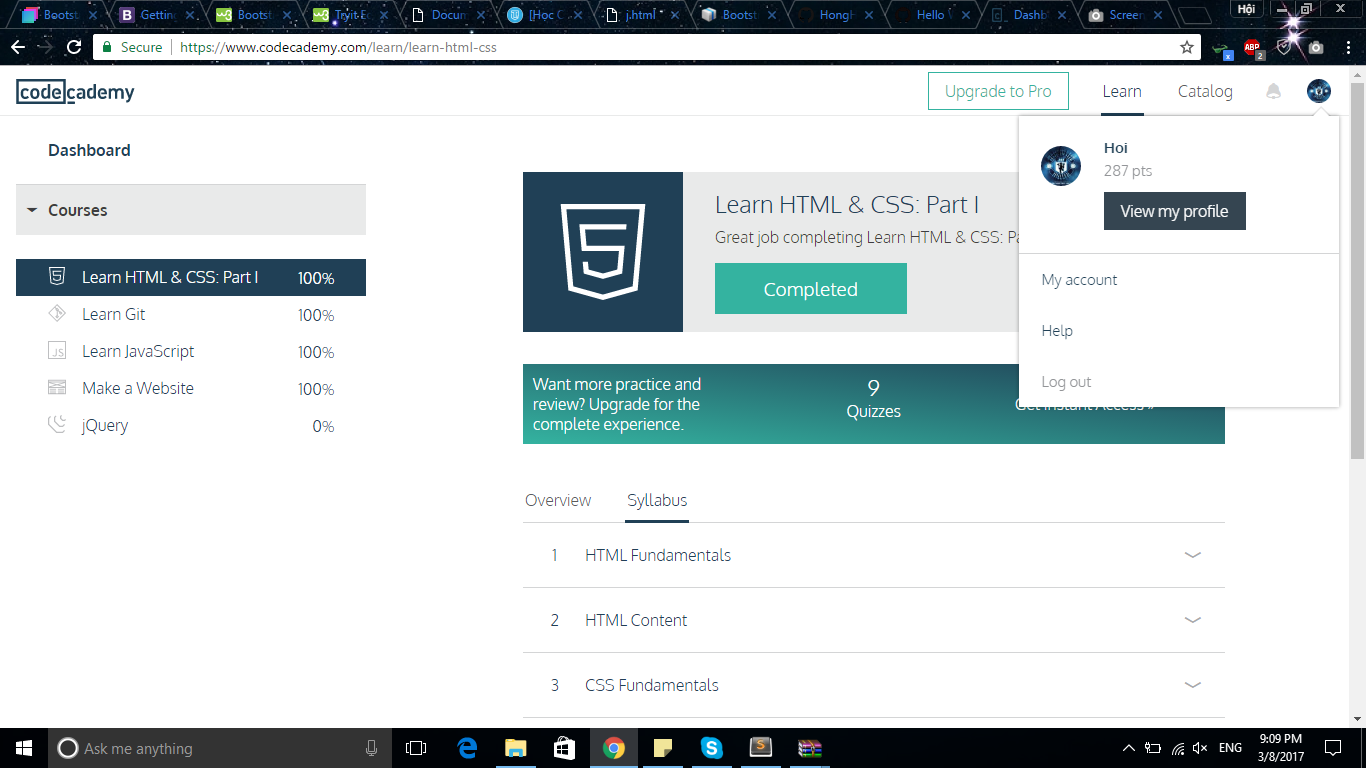 Bootst
Getting
Bootst
Tryit E
Docum
[Học C
j.html
Bootst
Hongh
Hello
Dashb
Screen
Hội
Secure https://www.codecademy.com/learn/learn-html-css
ABP
2
x
codecademy
Upgrade to Pro
Learn
Catalog
Hoi
287 pts
View my profile
My account
Help
Log out
Dashboard
Courses
Learn HTML & CSS: Part I 100%
Learn Git 100%
JS Learn JavaScript 100%
Make a Website 100%
jQuery 0%
Learn HTML & CSS: Part I
Great job completing Learn HTML & CSS: Pa
Completed
Want more practice and
review? Upgrade for the
complete experience.
9
Quizzes
Get Instant Access »
Overview
Syllabus
1 HTML Fundamentals
2 HTML Content
3 CSS Fundamentals
Ask me anything
ENG
9:09 PM
3/8/2017